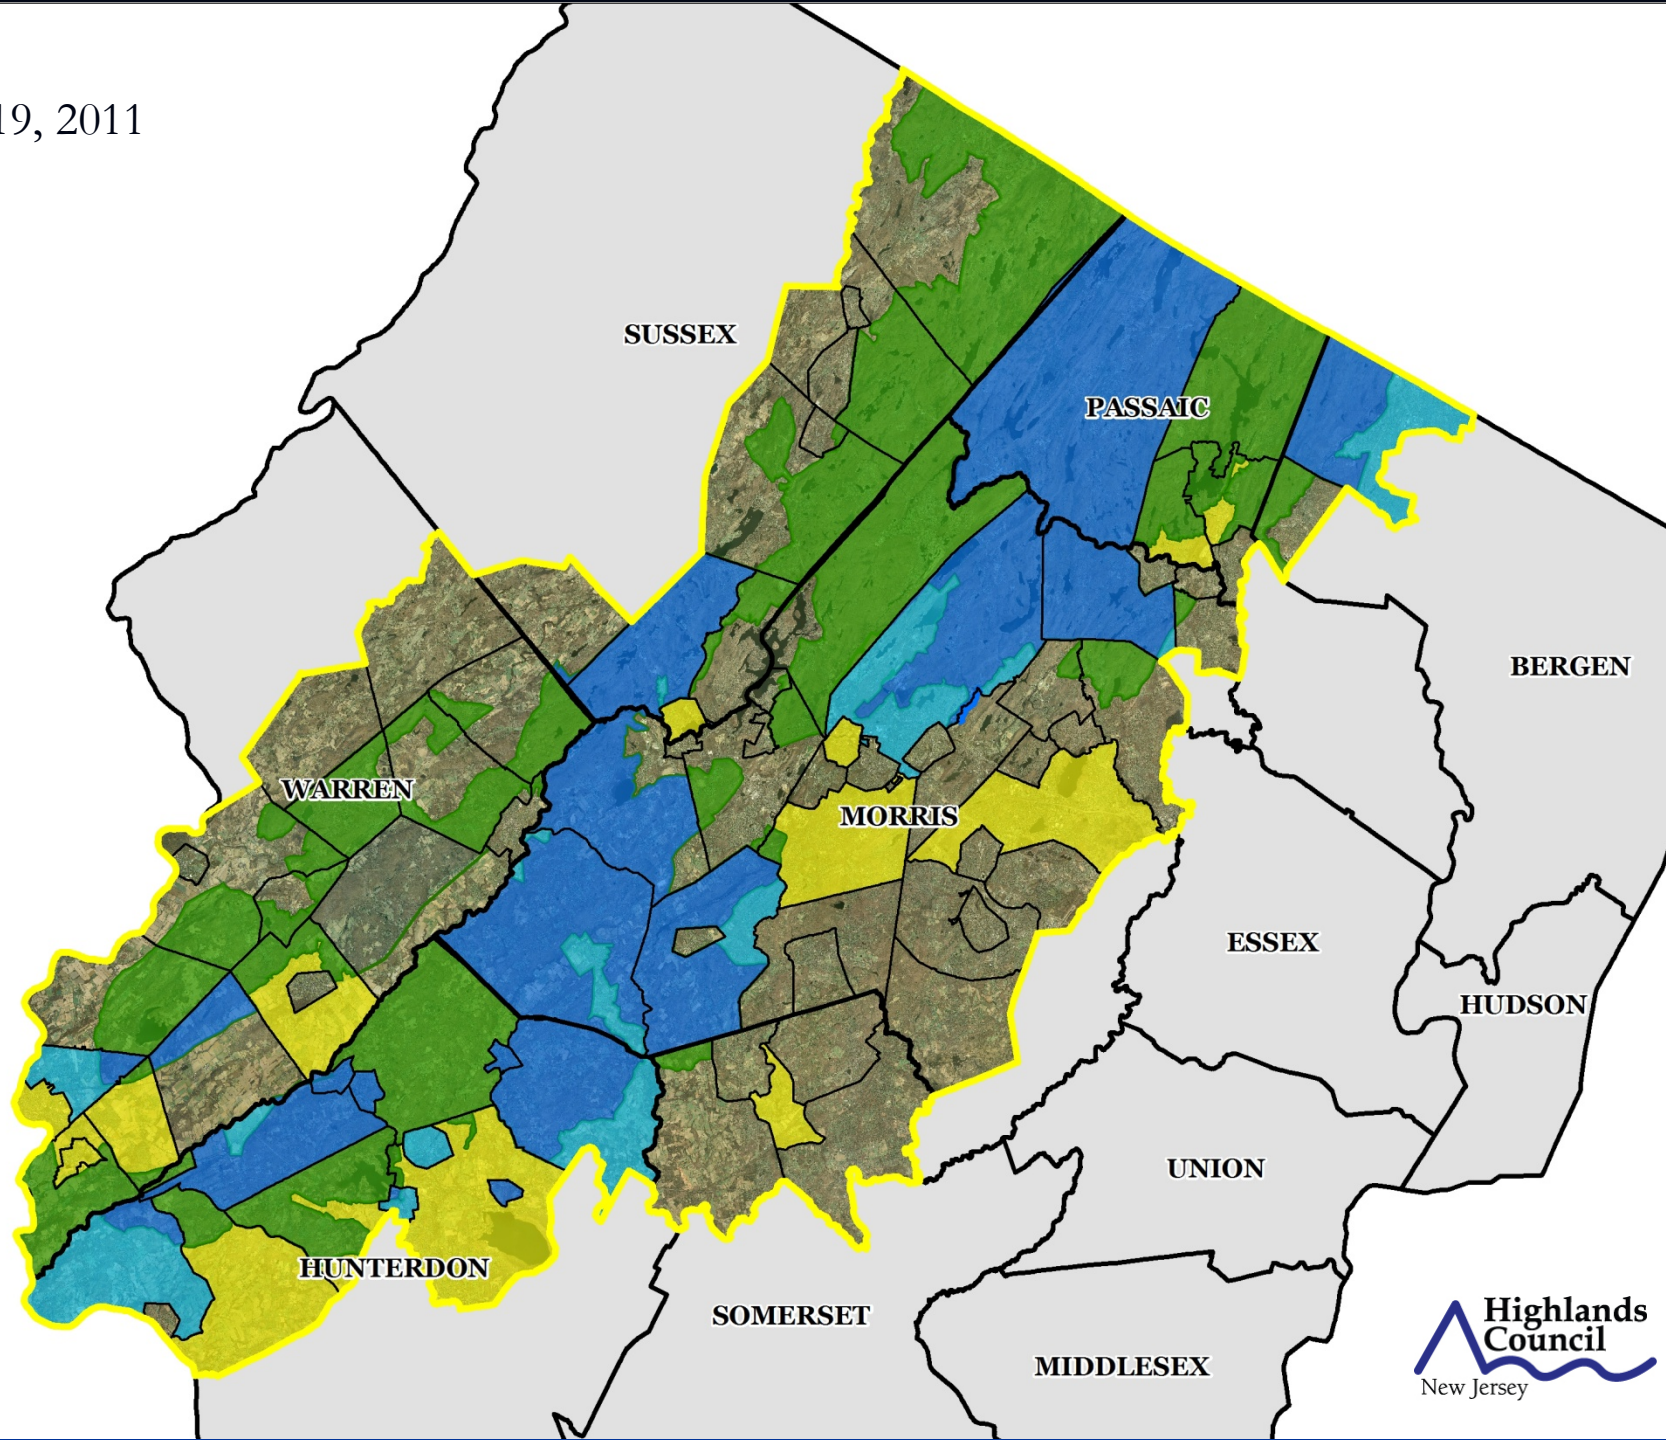 19, 2011
SUSSEX
PASSAIC
BERGEN
WARREN
MORRIS
ESSEX
HUDSON
UNION
HUNTERDON
SOMERSET
MIDDLESEX
Highlands
Council
New Jersey